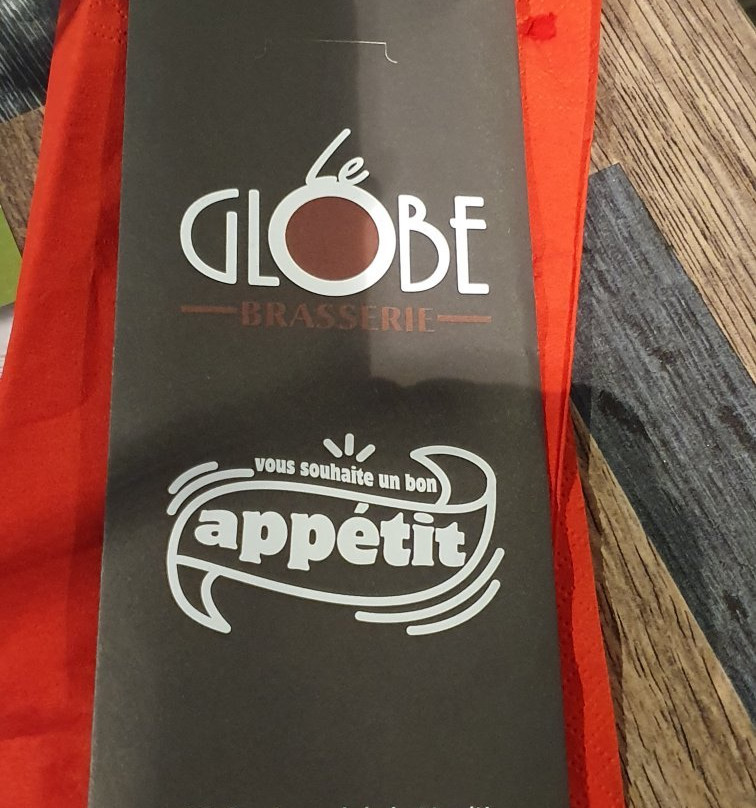 Le
GLOBE
BRASSERIE
vous souhaite un bon
appétit